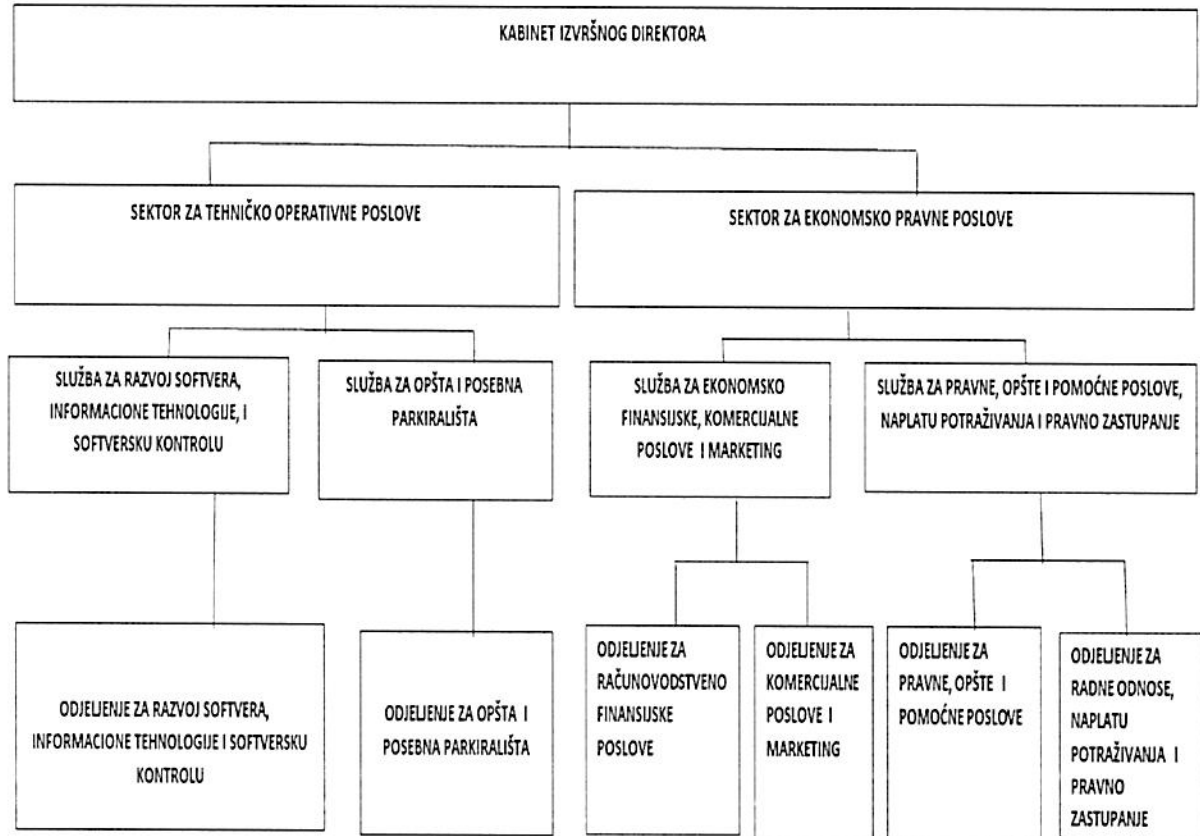 KABINET IZVRŠNOG DIREKTORA
SEKTOR ZA TEHNIČKO OPERATIVNE POSLOVE
SEKTOR ZA EKONOMSKO PRAVNE POSLOVE
SLUŽBA ZA RAZVOJ SOFTVERA,
INFORMACIONE TEHNOLOGIJE, I
SOFTVERSKU KONTROLU
SLUŽBA ZA OPŠTA I POSEBNA
PARKIRALIŠTA
SLUŽBA ZA EKONOMSKO
FINANSIJSKE, KOMERCIJALNE
POSLOVE I MARKETING
SLUŽBA ZA PRAVNE, OPŠTE I POMOĆNE POSLOVE,
NAPLATU POTRAŽIVANJA I PRAVNO ZASTUPANJE
ODJELJENJE ZA RAZVOJ SOFTVERA,
INFORMACIONE TEHNOLOGIJE I SOFTVERSKU
KONTROLU
ODJELJENJE ZA OPŠTA I
POSEBNA PARKIRALIŠTA
ODJELJENJE ZA
RAČUNOVODSTVENO
FINANSIJSKE
POSLOVE
ODJELJENJE ZA
KOMERCIJALNE
POSLOVE I
MARKETING
ODJELJENJE ZA
PRAVNE, OPŠTE I
POMOĆNE POSLOVE
ODJELJENJE ZA
RADNE ODNOSE,
NAPLATU
POTRAŽIVANJA I
PRAVNO
ZASTUPANJE